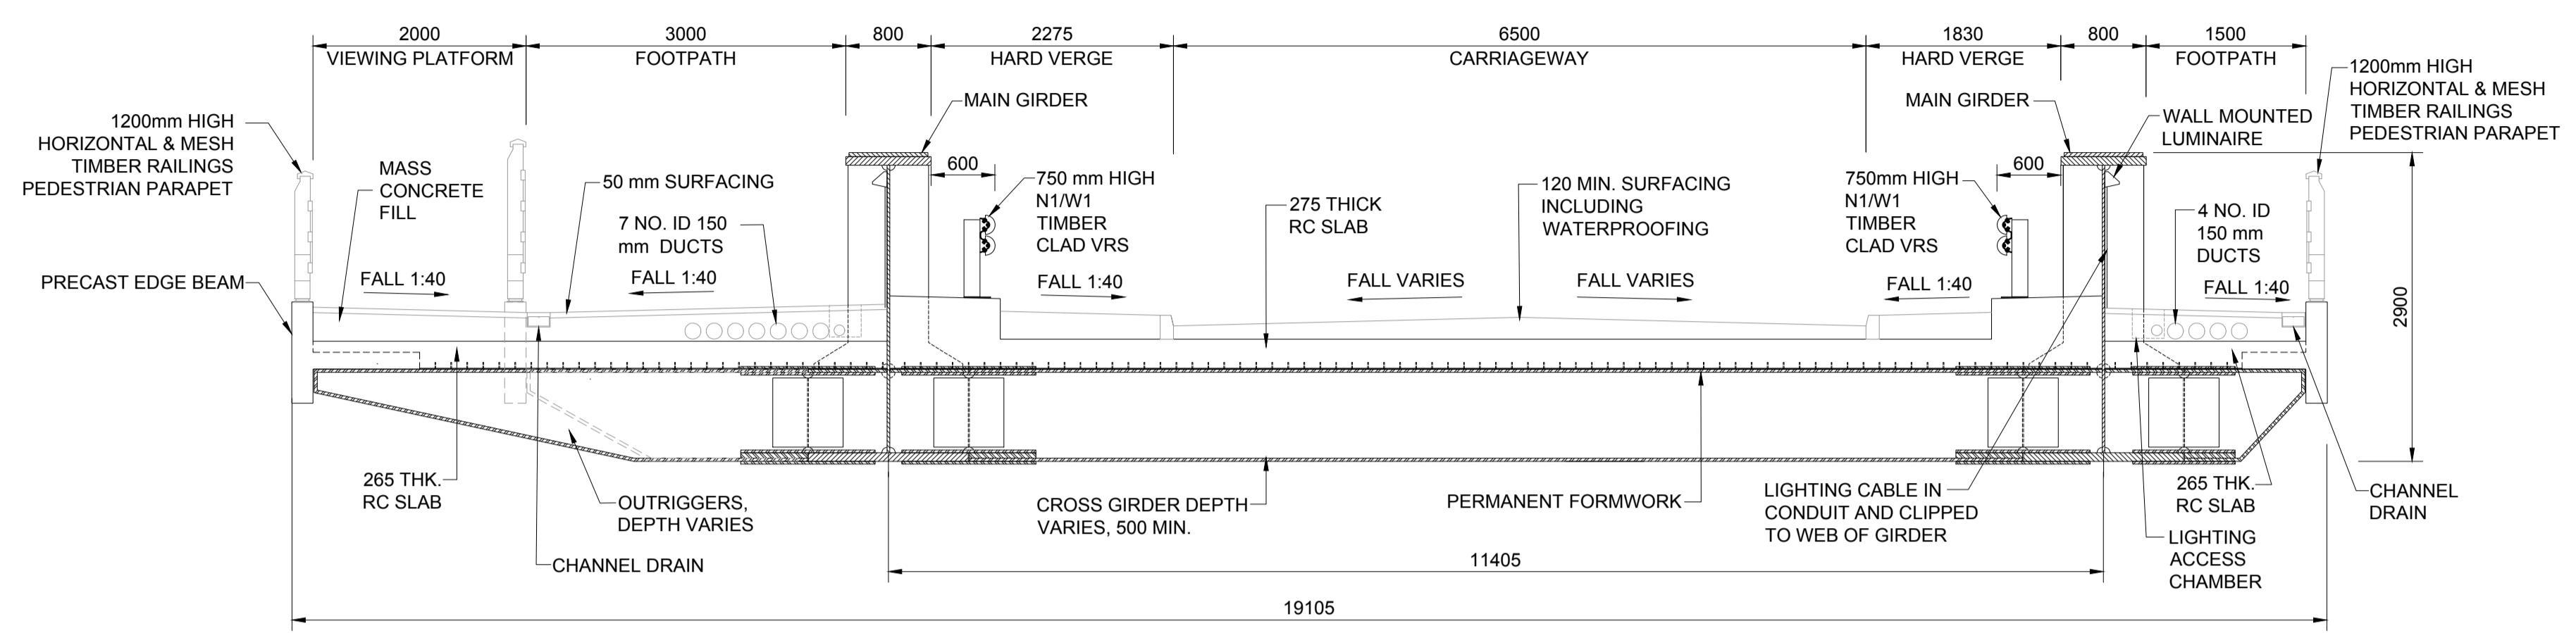 2000
VIEWING PLATFORM
3000
FOOTPATH
800
2275
HARD VERGE
6500
CARRIAGEWAY
1830
HARD VERGE
800
1500
FOOTPATH
1200mm HIGH
HORIZONTAL & MESH
TIMBER RAILINGS
PEDESTRIAN PARAPET
MASS
CONCRETE
FILL
50 mm SURFACING
7 NO. ID 150
mm DUCTS
MAIN GIRDER
600
750 mm HIGH
N1/W1
TIMBER
CLAD VRS
275 THICK
RC SLAB
120 MIN. SURFACING
INCLUDING
WATERPROOFING
MAIN GIRDER
600
750mm HIGH
N1/W1
TIMBER
CLAD VRS
WALL MOUNTED
LUMINAIRE
1200mm HIGH
HORIZONTAL & MESH
TIMBER RAILINGS
PEDESTRIAN PARAPET
4 NO. ID
150 mm
DUCTS
PRECAST EDGE BEAM
FALL 1:40
FALL 1:40
FALL 1:40
FALL VARIES
FALL VARIES
FALL 1:40
FALL 1:40
2900
265 THK.
RC SLAB
OUTRIGGERS,
DEPTH VARIES
CHANNEL DRAIN
CROSS GIRDER DEPTH
VARIES, 500 MIN.
PERMANENT FORMWORK
LIGHTING CABLE IN
CONDUIT AND CLIPPED
TO WEB OF GIRDER
265 THK.
RC SLAB
LIGHTING
ACCESS
CHAMBER
CHANNEL
DRAIN
11405
19105